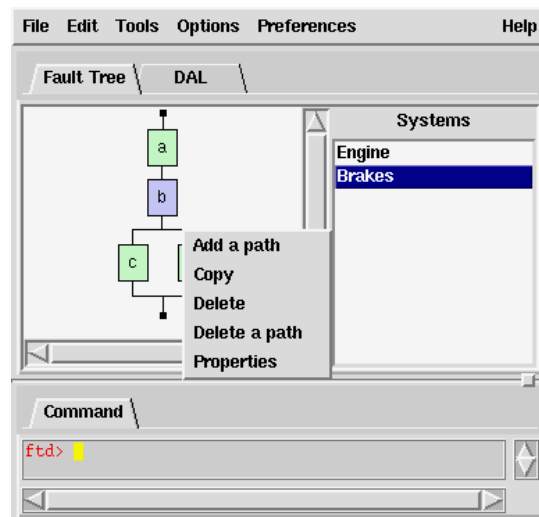 File Edit Tools Options Preferences Help
Fault Tree DAL
Systems
Engine
Brakes
a
b
c
Add a path
Copy
Delete
Delete a path
Properties
Command
ftd>